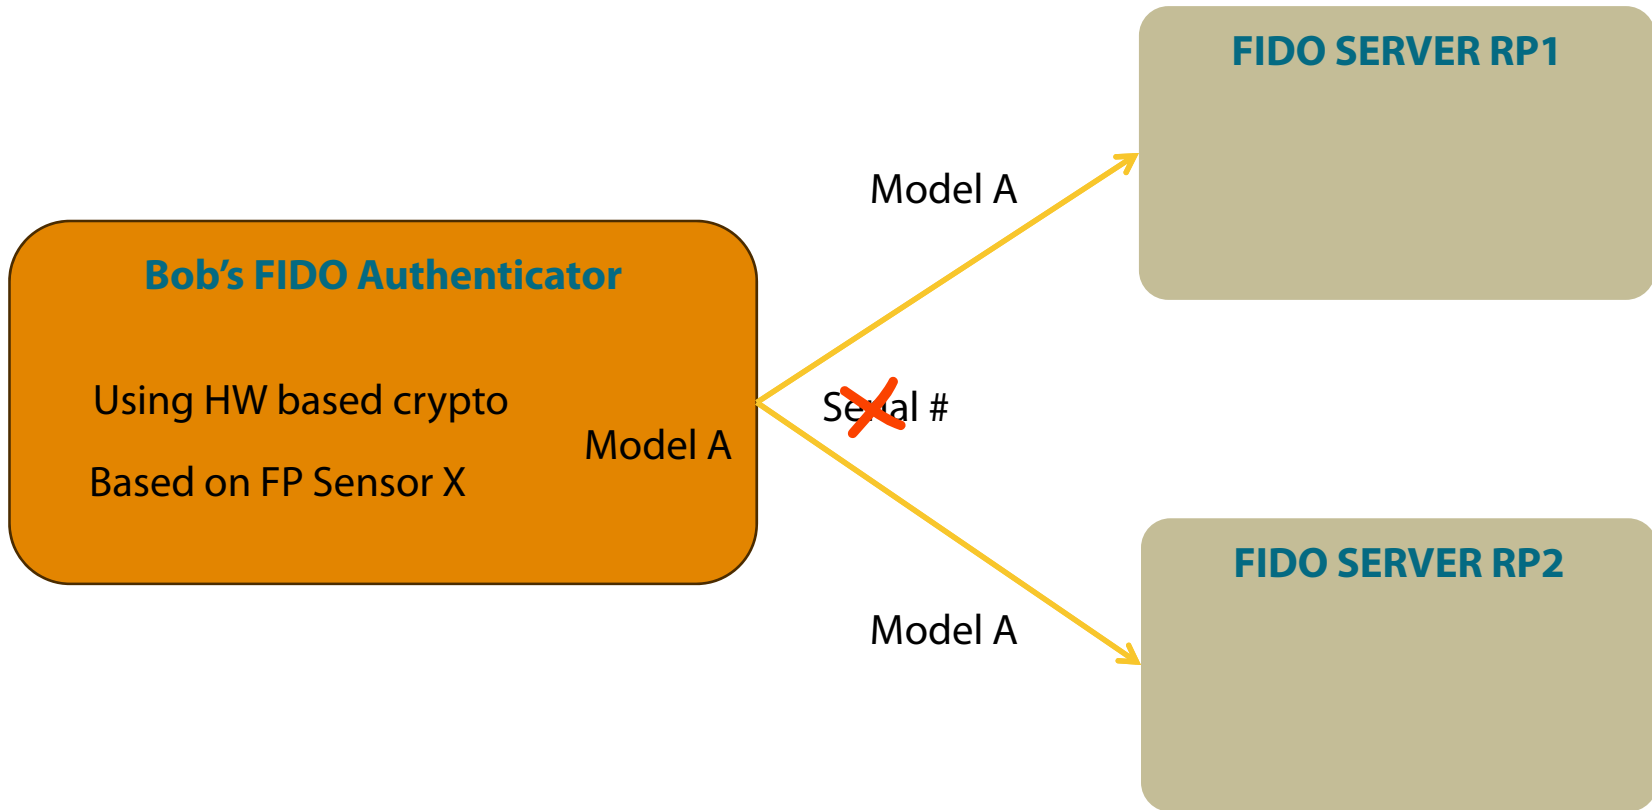 FIDO SERVER RP1
Model A
Bob's FIDO Authenticator
Using HW based crypto
Serial #
Model A
Based on FP Sensor X
FIDO SERVER RP2
Model A